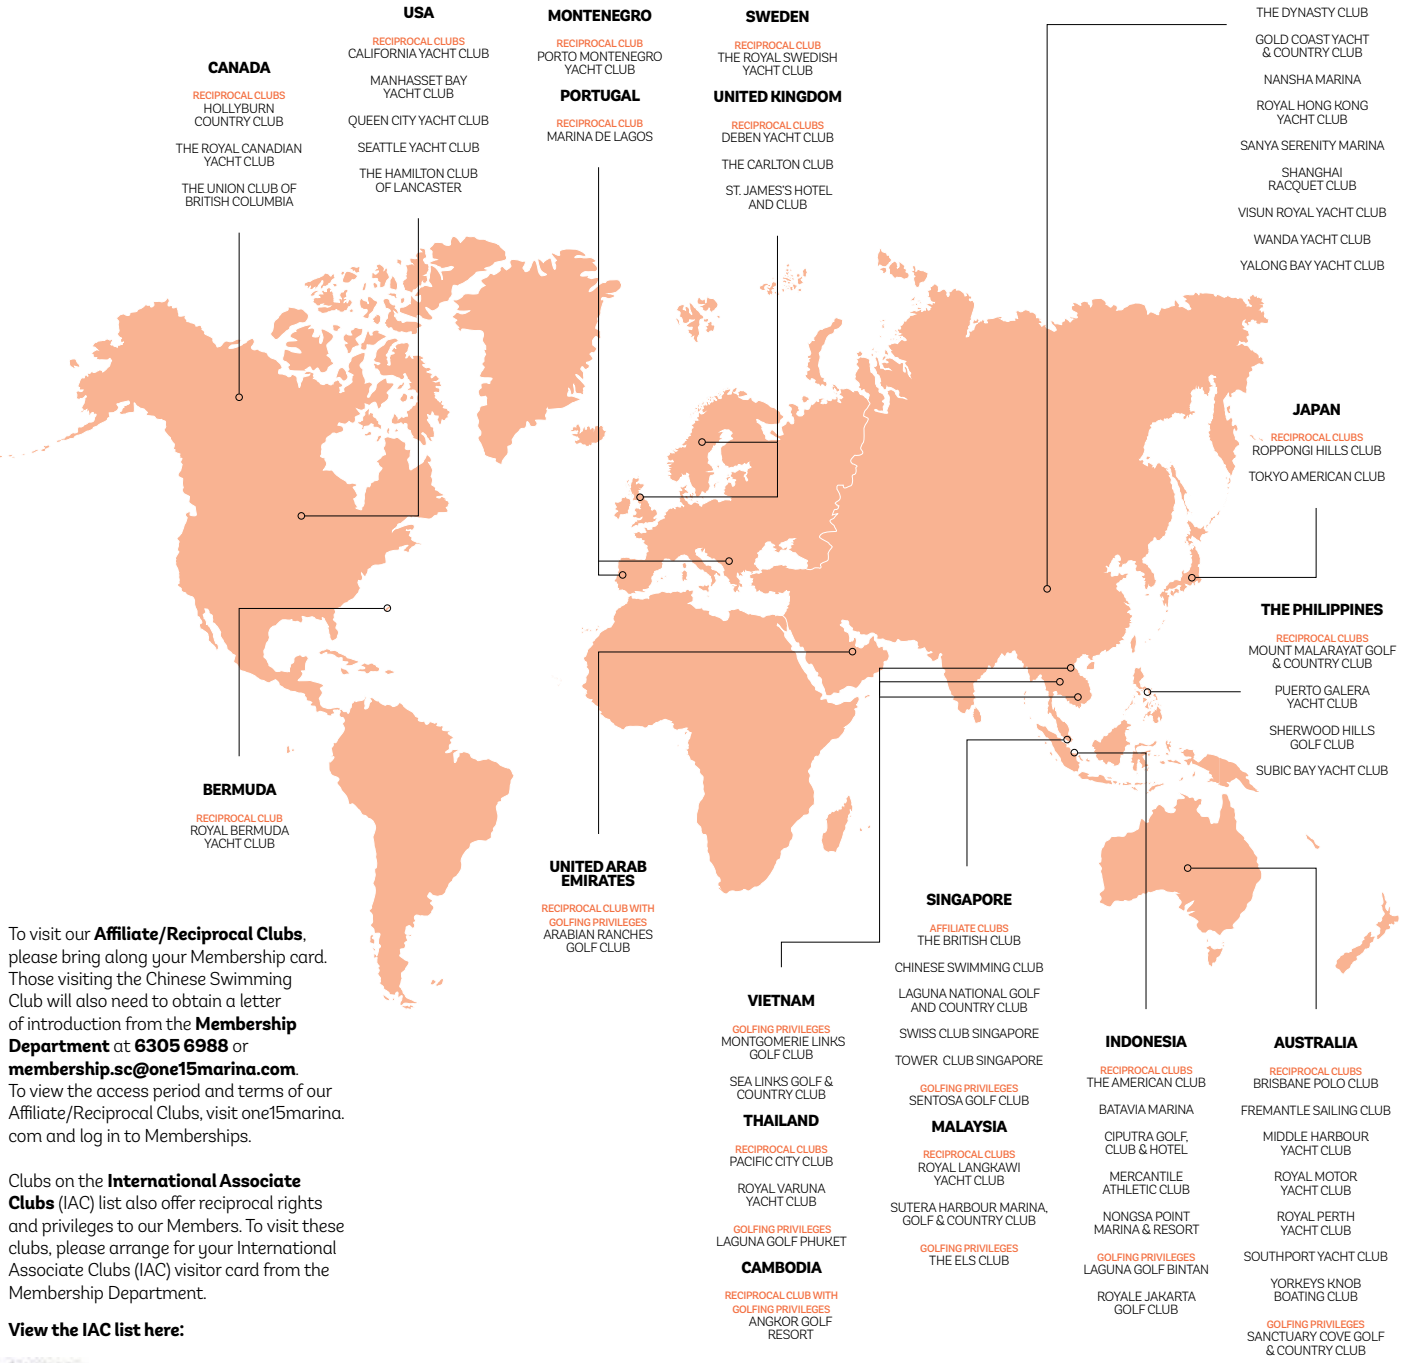 CANADA
RECIPROCAL CLUBS
HOLLYBURN
COUNTRY CLUB
THE ROYAL CANADIAN
YACHT CLUB
THE UNION CLUB OF
BRITISH COLUMBIA
USA
RECIPROCAL CLUBS
CALIFORNIA YACHT CLUB
MANHASSET BAY
YACHT CLUB
QUEEN CITY YACHT CLUB
SEATTLE YACHT CLUB
THE HAMILTON CLUB
OF LANCASTER
MONTENEGRO
RECIPROCAL CLUB
PORTO MONTENEGRO
YACHT CLUB
PORTUGAL
RECIPROCAL CLUB
MARINA DE LAGOS
SWEDEN
RECIPROCAL CLUB
THE ROYAL SWEDISH
YACHT CLUB
UNITED KINGDOM
RECIPROCAL CLUBS
DEBEN YACHT CLUB
THE CARLTON CLUB
ST. JAMES'S HOTEL
AND CLUB
THE DYNASTY CLUB
GOLD COAST YACHT
& COUNTRY CLUB
NANSHA MARINA
ROYAL HONG KONG
YACHT CLUB
SANYA SERENITY MARINA
SHANGHAI
RACQUET CLUB
VISUN ROYAL YACHT CLUB
WANDA YACHT CLUB
YALONG BAY YACHT CLUB
JAPAN
RECIPROCAL CLUBS
ROPPONGI HILLS CLUB
TOKYO AMERICAN CLUB
THE PHILIPPINES
RECIPROCAL CLUBS
MOUNT MALARAYAT GOLF
& COUNTRY CLUB
PUERTO GALERA
YACHT CLUB
SHERWOOD HILLS
GOLF CLUB
SUBIC BAY YACHT CLUB
BERMUDA
RECIPROCAL CLUB
ROYAL BERMUDA
YACHT CLUB
UNITED ARAB
EMIRATES
RECIPROCAL CLUB WITH
GOLFING PRIVILEGES
ARABIAN RANCHES
GOLF CLUB
To visit our Affiliate/Reciprocal Clubs,
please bring along your Membership card.
Those visiting the Chinese Swimming
Club will also need to obtain a letter
of introduction from the Membership
Department at 6305 6988 or
membership.sc@one15marina.com.
To view the access period and terms of our
Affiliate/Reciprocal Clubs, visit one15marina.
com and log in to Memberships.
Clubs on the International Associate
Clubs (IAC) list also offer reciprocal rights
and privileges to our Members. To visit these
clubs, please arrange for your International
Associate Clubs (IAC) visitor card from the
Membership Department.
View the IAC list here:
VIETNAM
GOLFING PRIVILEGES
MONTGOMERIE LINKS
GOLF CLUB
SEA LINKS GOLF &
COUNTRY CLUB
THAILAND
RECIPROCAL CLUBS
PACIFIC CITY CLUB
ROYAL VARUNA
YACHT CLUB
GOLFING PRIVILEGES
LAGUNA GOLF PHUKET
CAMBODIA
RECIPROCAL CLUB WITH
GOLFING PRIVILEGES
ANGKOR GOLF
RESORT
SINGAPORE
AFFILIATE CLUBS
THE BRITISH CLUB
CHINESE SWIMMING CLUB
LAGUNA NATIONAL GOLF
AND COUNTRY CLUB
SWISS CLUB SINGAPORE
TOWER CLUB SINGAPORE
GOLFING PRIVILEGES
SENTOSA GOLF CLUB
MALAYSIA
RECIPROCAL CLUBS
ROYAL LANGKAWI
YACHT CLUB
SUTERA HARBOUR MARINA,
GOLF & COUNTRY CLUB
GOLFING PRIVILEGES
THE ELS CLUB
INDONESIA
RECIPROCAL CLUBS
THE AMERICAN CLUB
BATAVIA MARINA
CIPUTRA GOLF,
CLUB & HOTEL
MERCANTILE
ATHLETIC CLUB
NONGSA POINT
MARINA & RESORT
GOLFING PRIVILEGES
LAGUNA GOLF BINTAN
ROYALE JAKARTA
GOLF CLUB
AUSTRALIA
RECIPROCAL CLUBS
BRISBANE POLO CLUB
FREMANTLE SAILING CLUB
MIDDLE HARBOUR
YACHT CLUB
ROYAL MOTOR
YACHT CLUB
ROYAL PERTH
YACHT CLUB
SOUTHPORT YACHT CLUB
YORKEYS KNOB
BOATING CLUB
GOLFING PRIVILEGES
SANCTUARY COVE GOLF
& COUNTRY CLUB